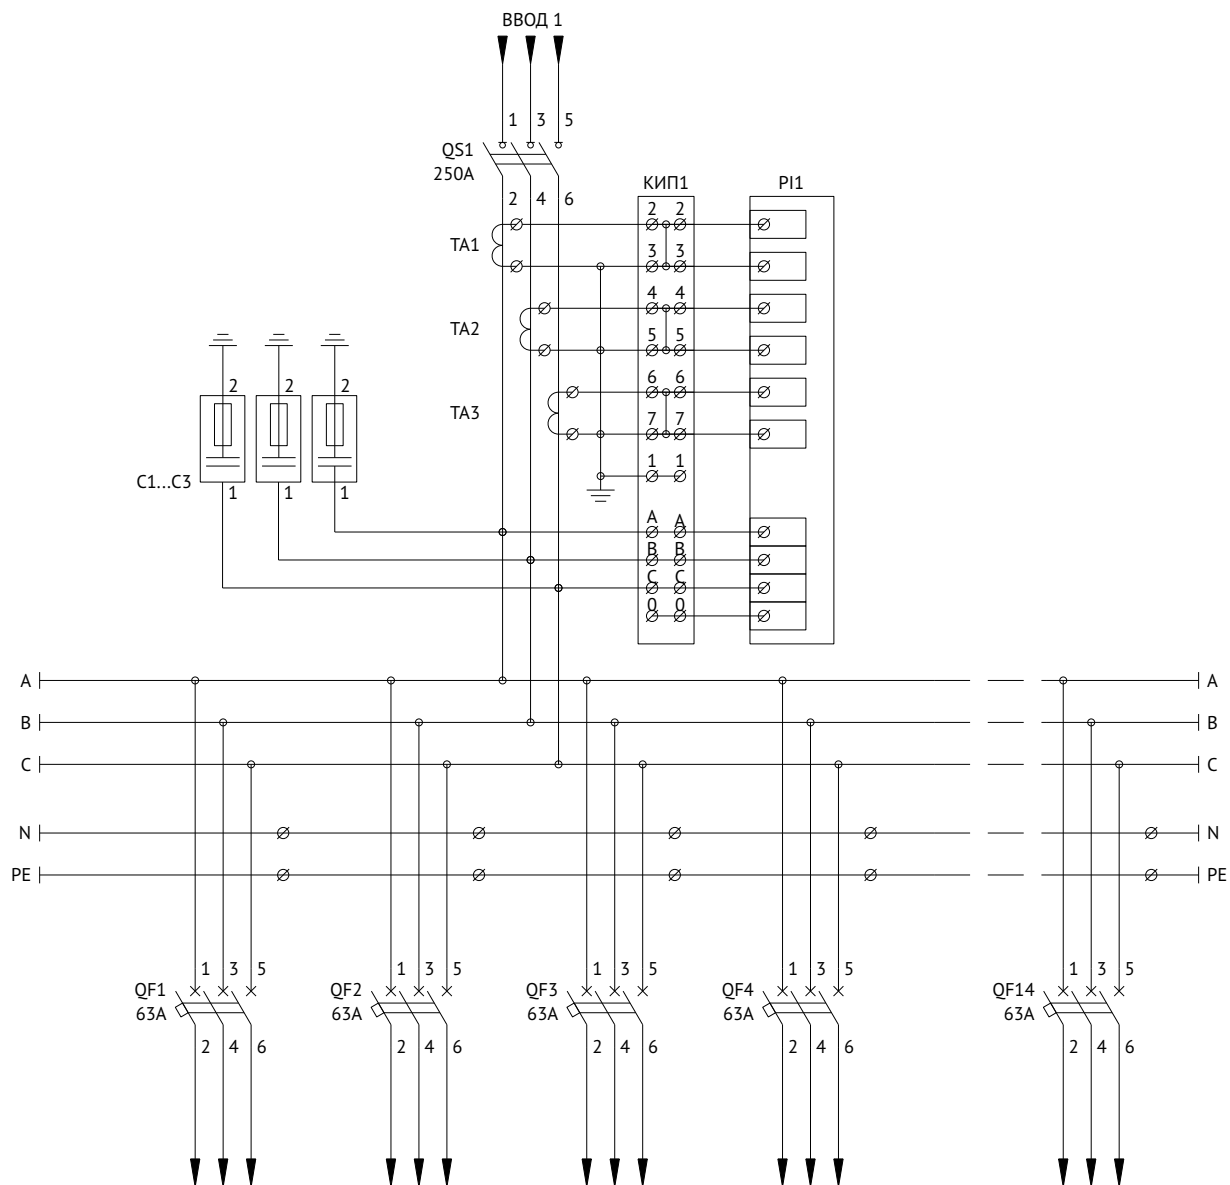 ВВОД 1
1 3 5
QS1
250А
2 4 6
КИП1
PI1
2 2
TA1
3 3
4 4
TA2
5 5
6 6
TA3
7 7
1 1
2 2 2
C1...C3
1 1 1
A A
B B
C C
0 0
A A
B B
C C
N N
PE PE
1 3 5 1 3 5 1 3 5 1 3 5 1 3 5
QF1 QF2 QF3 QF4 QF14
63А 63А 63А 63А 63А
2 4 6 2 4 6 2 4 6 2 4 6 2 4 6